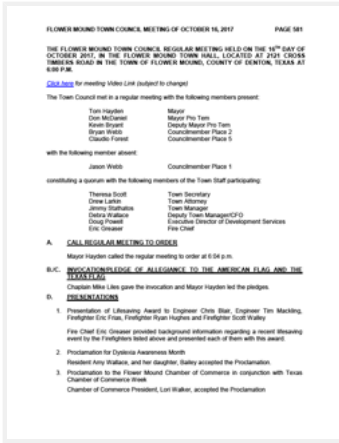 FLOWER MOUND TOWN COUNCIL MEETING OF OCTOBER 16, 2017 PAGE 581
THE FLOWER MOUND TOWN COUNCIL REGULAR MEETING HELD ON THE 16TH DAY OF
OCTOBER 2017, IN THE FLOWER MOUND TOWN HALL, LOCATED AT 2121 CROSS
TIMBERS ROAD IN THE TOWN OF FLOWER MOUND, COUNTY OF DENTON, TEXAS AT
6:00 P.M.
Click here for meeting Video Link (subject to change)
The Town Council met in a regular meeting with the following members present:
Tom Hayden Mayor
Don McDaniel Mayor Pro Tem
Kevin Bryant Deputy Mayor Pro Tem
Bryan Webb Councilmember Place 2
Claudio Forest Councilmember Place 5
with the following member absent:
Jason Webb Councilmember Place 1
constituting a quorum with the following members of the Town Staff participating:
Theresa Scott Town Secretary
Drew Larkin Town Attorney
Jimmy Stathatos Town Manager
Debra Wallace Deputy Town Manager/CFO
Doug Powell Executive Director of Development Services
Eric Greaser Fire Chief
A. CALL REGULAR MEETING TO ORDER
Mayor Hayden called the regular meeting to order at 6:04 p.m.
B./C. INVOCATION/PLEDGE OF ALLEGIANCE TO THE AMERICAN FLAG AND THE
TEXAS FLAG
Chaplain Mike Liles gave the invocation and Mayor Hayden led the pledges.
D. PRESENTATIONS
1. Presentation of Lifesaving Award to Engineer Chris Blair, Engineer Tim Mackling,
Firefighter Eric Frias, Firefighter Ryan Hughes and Firefighter Scott Wailey
Fire Chief Eric Greaser provided background information regarding a recent lifesaving
event by the Firefighters listed above and presented each of them with this award.
2. Proclamation for Dyslexia Awareness Month
Resident Amy Wallace, and her daughter, Bailey accepted the Proclamation.
3. Proclamation to the Flower Mound Chamber of Commerce in conjunction with Texas
Chamber of Commerce Week
Chamber of Commerce President, Lori Walker, accepted the Proclamation